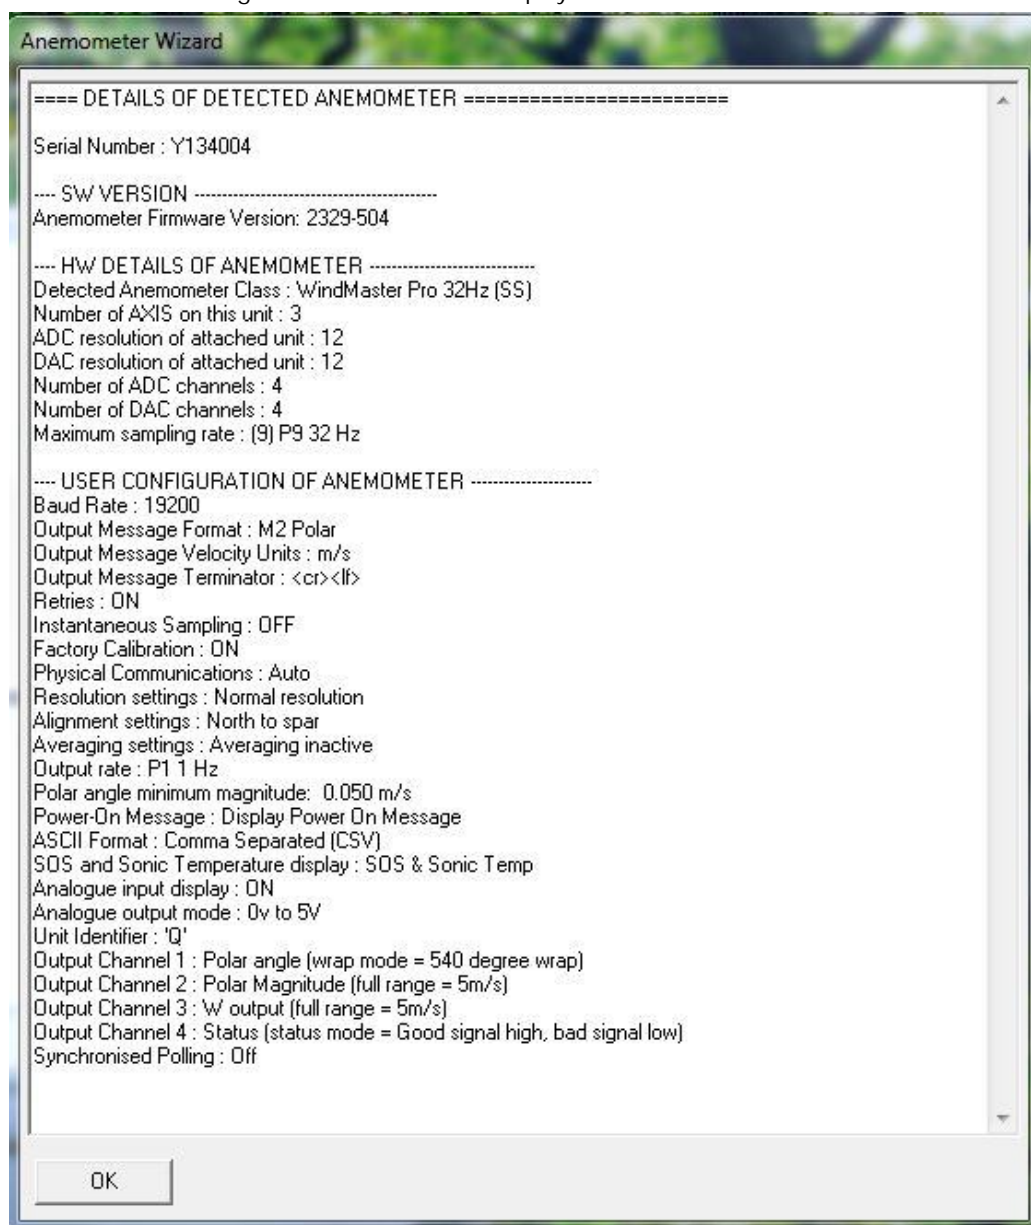 Anemometer Wizard
==== DETAILS OF DETECTED ANEMOMETER ========================
Serial Number : Y134004
---- SW VERSION --------------------------------------------
Anemometer Firmware Version: 2329-504
---- HW DETAILS OF ANEMOMETER ------------------------------
Detected Anemometer Class : WindMaster Pro 32Hz (SS)
Number of AXIS on this unit : 3
ADC resolution of attached unit : 12
DAC resolution of attached unit : 12
Number of ADC channels : 4
Number of DAC channels : 4
Maximum sampling rate : (9) P9 32 Hz
---- USER CONFIGURATION OF ANEMOMETER ----------------------
Baud Rate : 19200
Output Message Format : M2 Polar
Output Message Velocity Units : m/s
Output Message Terminator : <cr><lf>
Retries : ON
Instantaneous Sampling : OFF
Factory Calibration : ON
Physical Communications : Auto
Resolution settings : Normal resolution
Alignment settings : North to spar
Averaging settings : Averaging inactive
Output rate : P1 1 Hz
Polar angle minimum magnitude:  0.050 m/s
Power-On Message : Display Power On Message
ASCII Format : Comma Separated (CSV)
SOS and Sonic Temperature display : SOS & Sonic Temp
Analogue input display : ON
Analogue output mode : 0v to 5V
Unit Identifier : 'Q'
Output Channel 1 : Polar angle (wrap mode = 540 degree wrap)
Output Channel 2 : Polar Magnitude (full range = 5m/s)
Output Channel 3 : W output (full range = 5m/s)
Output Channel 4 : Status (status mode = Good signal high, bad signal low)
Synchronised Polling : Off
OK